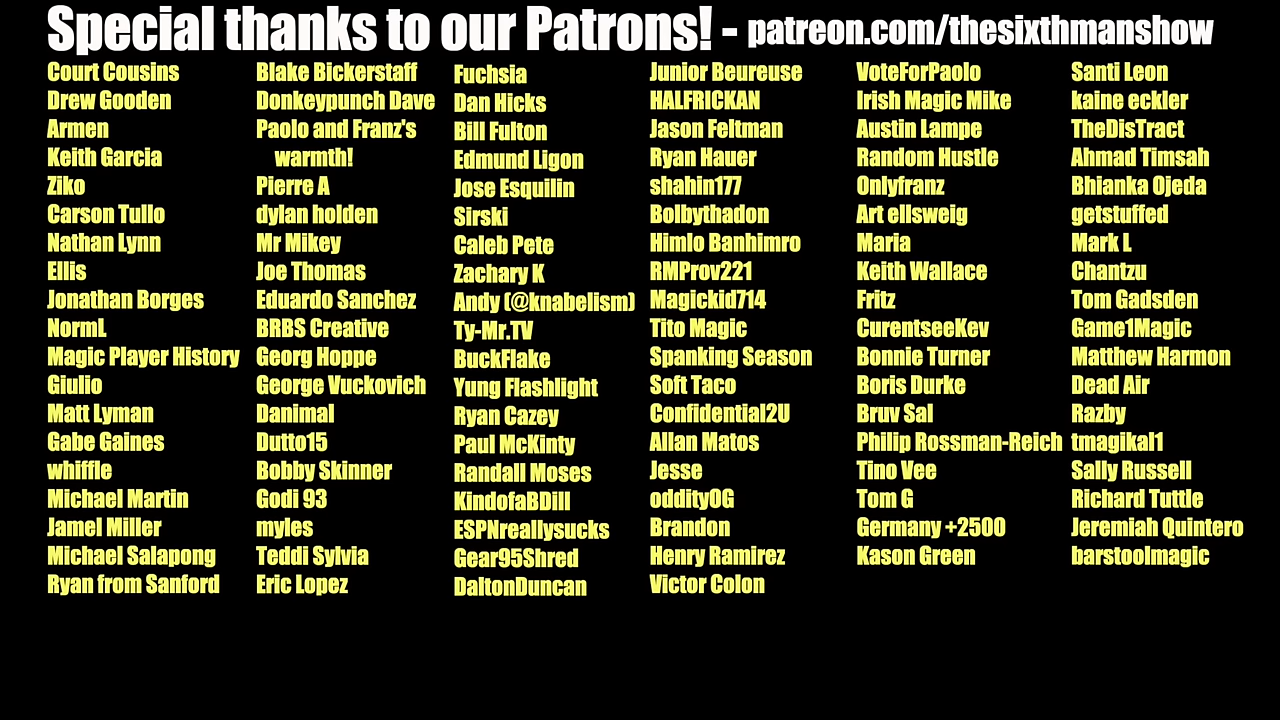 Special thanks to our Patrons! - patreon.com/thesixthmanshow
Court Cousins
Drew Gooden
Armen
Keith Garcia
Ziko
Carson Tullo
Nathan Lynn
Ellis
Jonathan Borges
NormL
Magic Player History
Giulio
Matt Lyman
Gabe Gaines
whiffle
Michael Martin
Jamel Miller
Michael Salapong
Ryan from Sanford
Blake Bickerstaff
Donkeypunch Dave
Paolo and Franz's
warmth!
Pierre A
dylan holden
Mr Mikey
Joe Thomas
Eduardo Sanchez
BRBS Creative
Georg Hoppe
George Vuckovich
Danimal
Dutto15
Bobby Skinner
Godi 93
myles
Teddi Sylvia
Eric Lopez
Fuchsia
Dan Hicks
Bill Fulton
Edmund Ligon
Jose Esquilin
Sirski
Caleb Pete
Zachary K
Andy (@knabelism)
Ty-Mr.TV
BuckFlake
Yung Flashlight
Ryan Cazey
Paul McKinty
Randall Moses
KindofaBDill
ESPNreallysucks
Gear95Shred
DaltonDuncan
Junior Beureuse
HALFRICKAN
Jason Feltman
Ryan Hauer
shahin177
Bolbythadon
Himlo Banhimro
RMProv221
Magickid714
Tito Magic
Spanking Season
Soft Taco
Confidential2U
Allan Matos
Jesse
oddityOG
Brandon
Henry Ramirez
Victor Colon
VoteForPaolo
Irish Magic Mike
Austin Lampe
Random Hustle
Onlyfranz
Art ellsweig
Maria
Keith Wallace
Fritz
CurentseeKev
Bonnie Turner
Boris Durke
Bruv Sal
Philip Rossman-Reich
Tino Vee
Tom G
Germany +2500
Kason Green
Santi Leon
kaine eckler
TheDisTract
Ahmad Timsah
Bhianka Ojeda
getstuffed
Mark L
Chantzu
Tom Gadsden
Game1Magic
Matthew Harmon
Dead Air
Razby
tmagikal1
Sally Russell
Richard Tuttle
Jeremiah Quintero
barstoolmagic